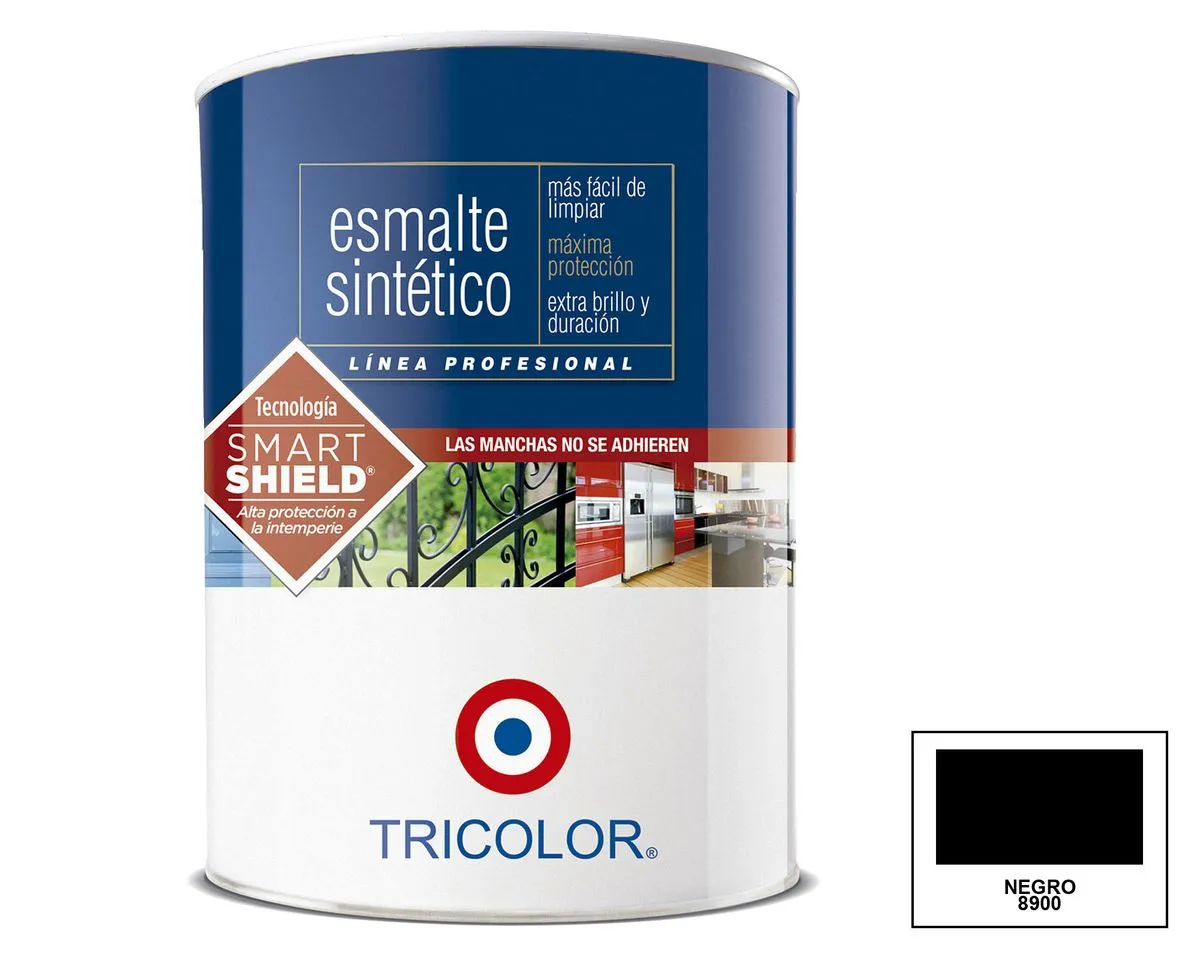 esmalte
sintético
más fácil de
limpiar
máxima
protección
extra brillo y
duración
LÍNEA PROFESIONAL
Tecnología
SMART
SHIELD®
Alta protección a
la intemperie
LAS MANCHAS NO SE ADHIEREN
TRICOLOR®
NEGRO
8900